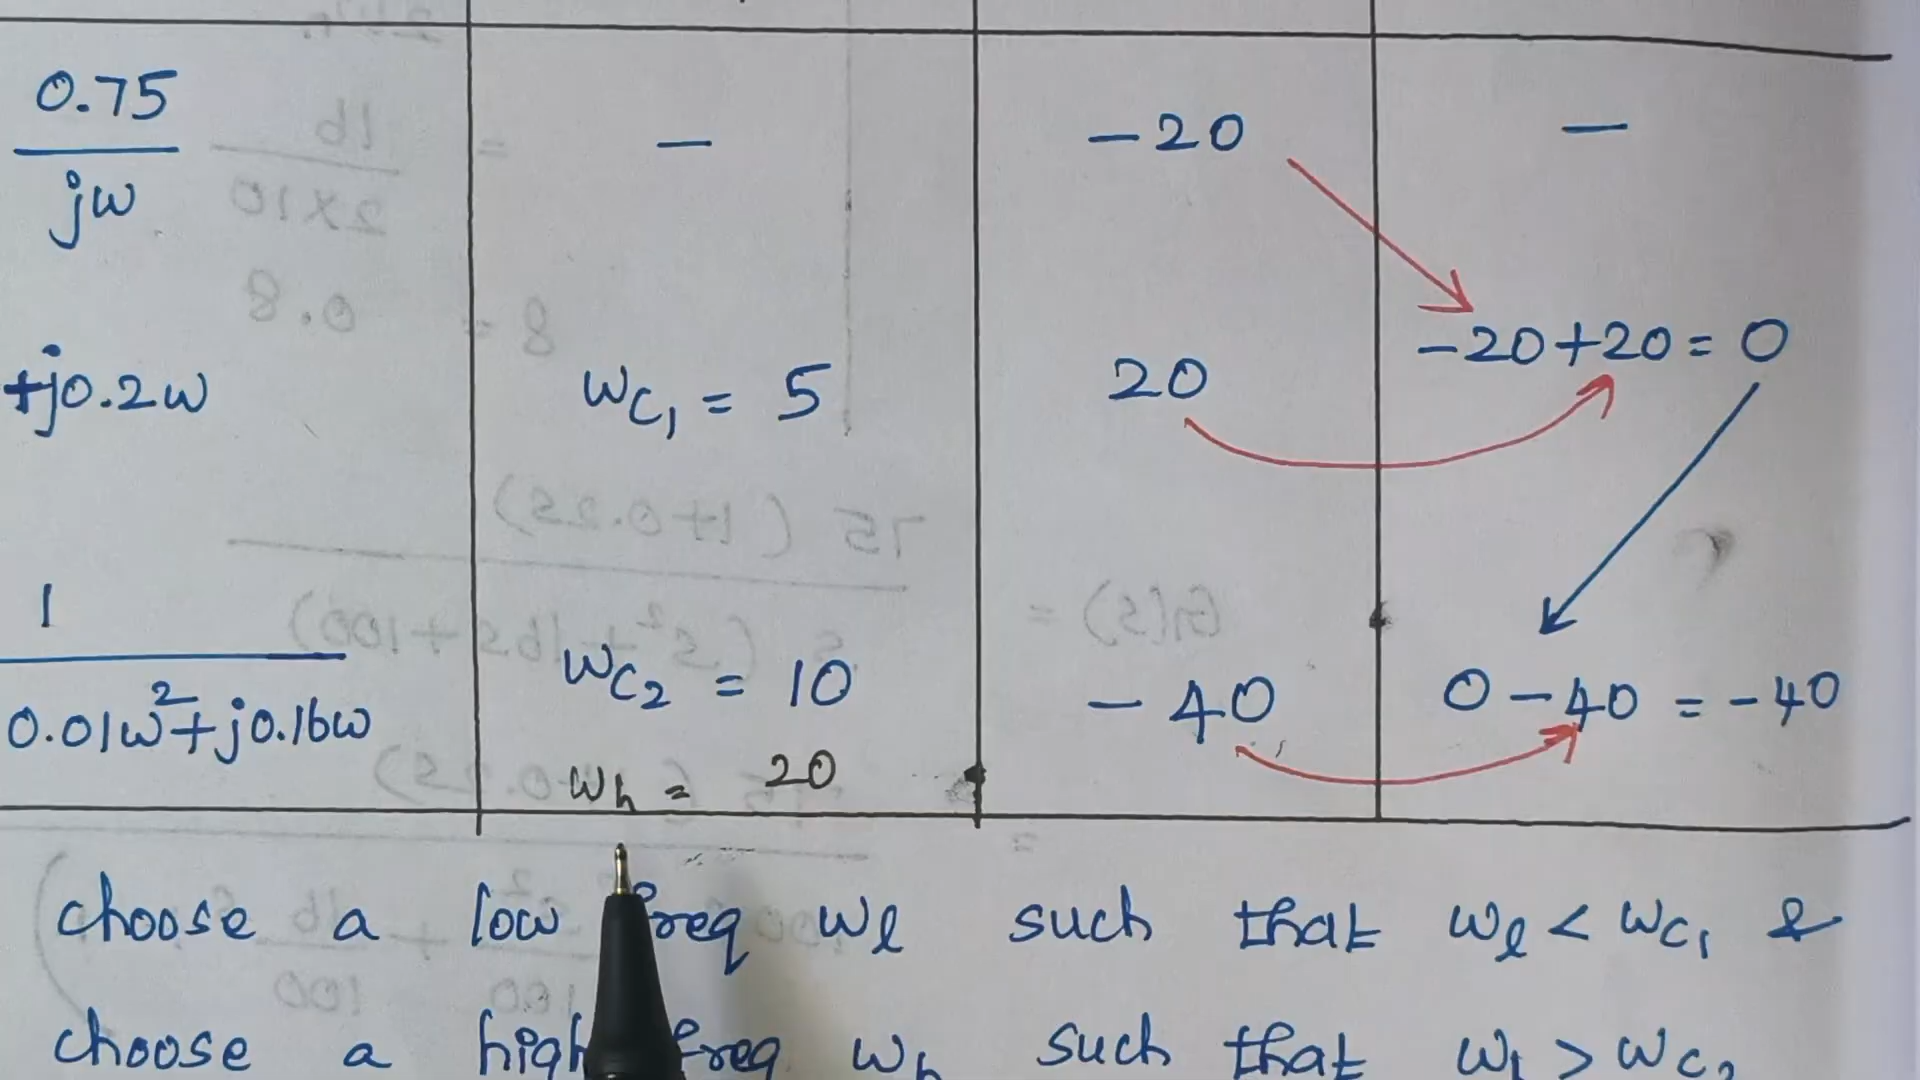 0.75 / jω — -20 —
-20+20 = 0
+j0.2ω ωc₁ = 5 20
1 / 0.01ω²+j0.16ω ωc₂ = 10 -40 0-40 = -40
ωh = 20
choose a low freq ωl such that ωl < ωc₁ &
choose a high freq ωh such that ωh > ωc₂